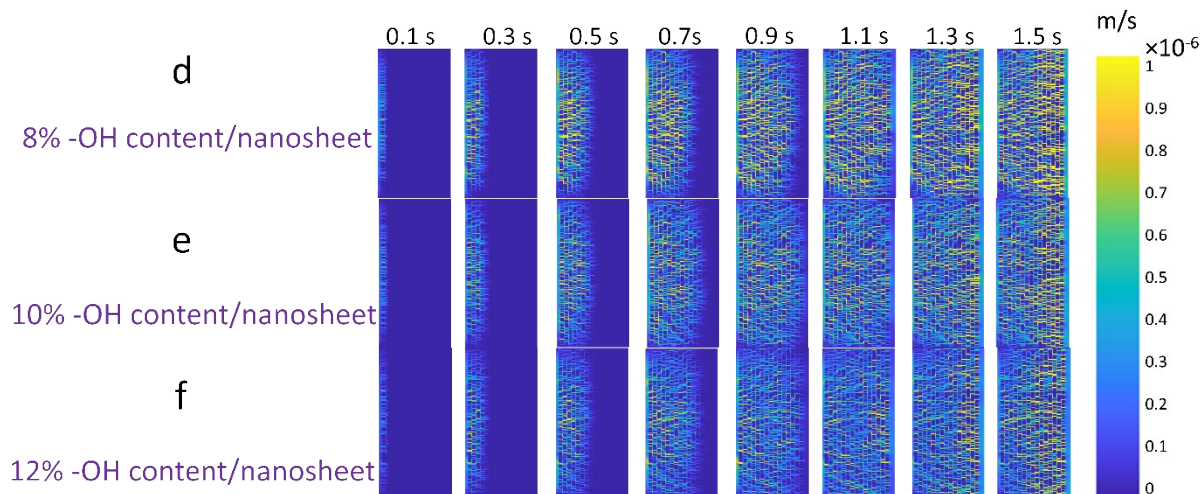 m/s
0.1 s 0.3 s 0.5 s 0.7s 0.9 s 1.1 s 1.3 s 1.5 s
×10⁻⁶
d
8% -OH content/nanosheet
e
10% -OH content/nanosheet
f
12% -OH content/nanosheet
1
0.9
0.8
0.7
0.6
0.5
0.4
0.3
0.2
0.1
0